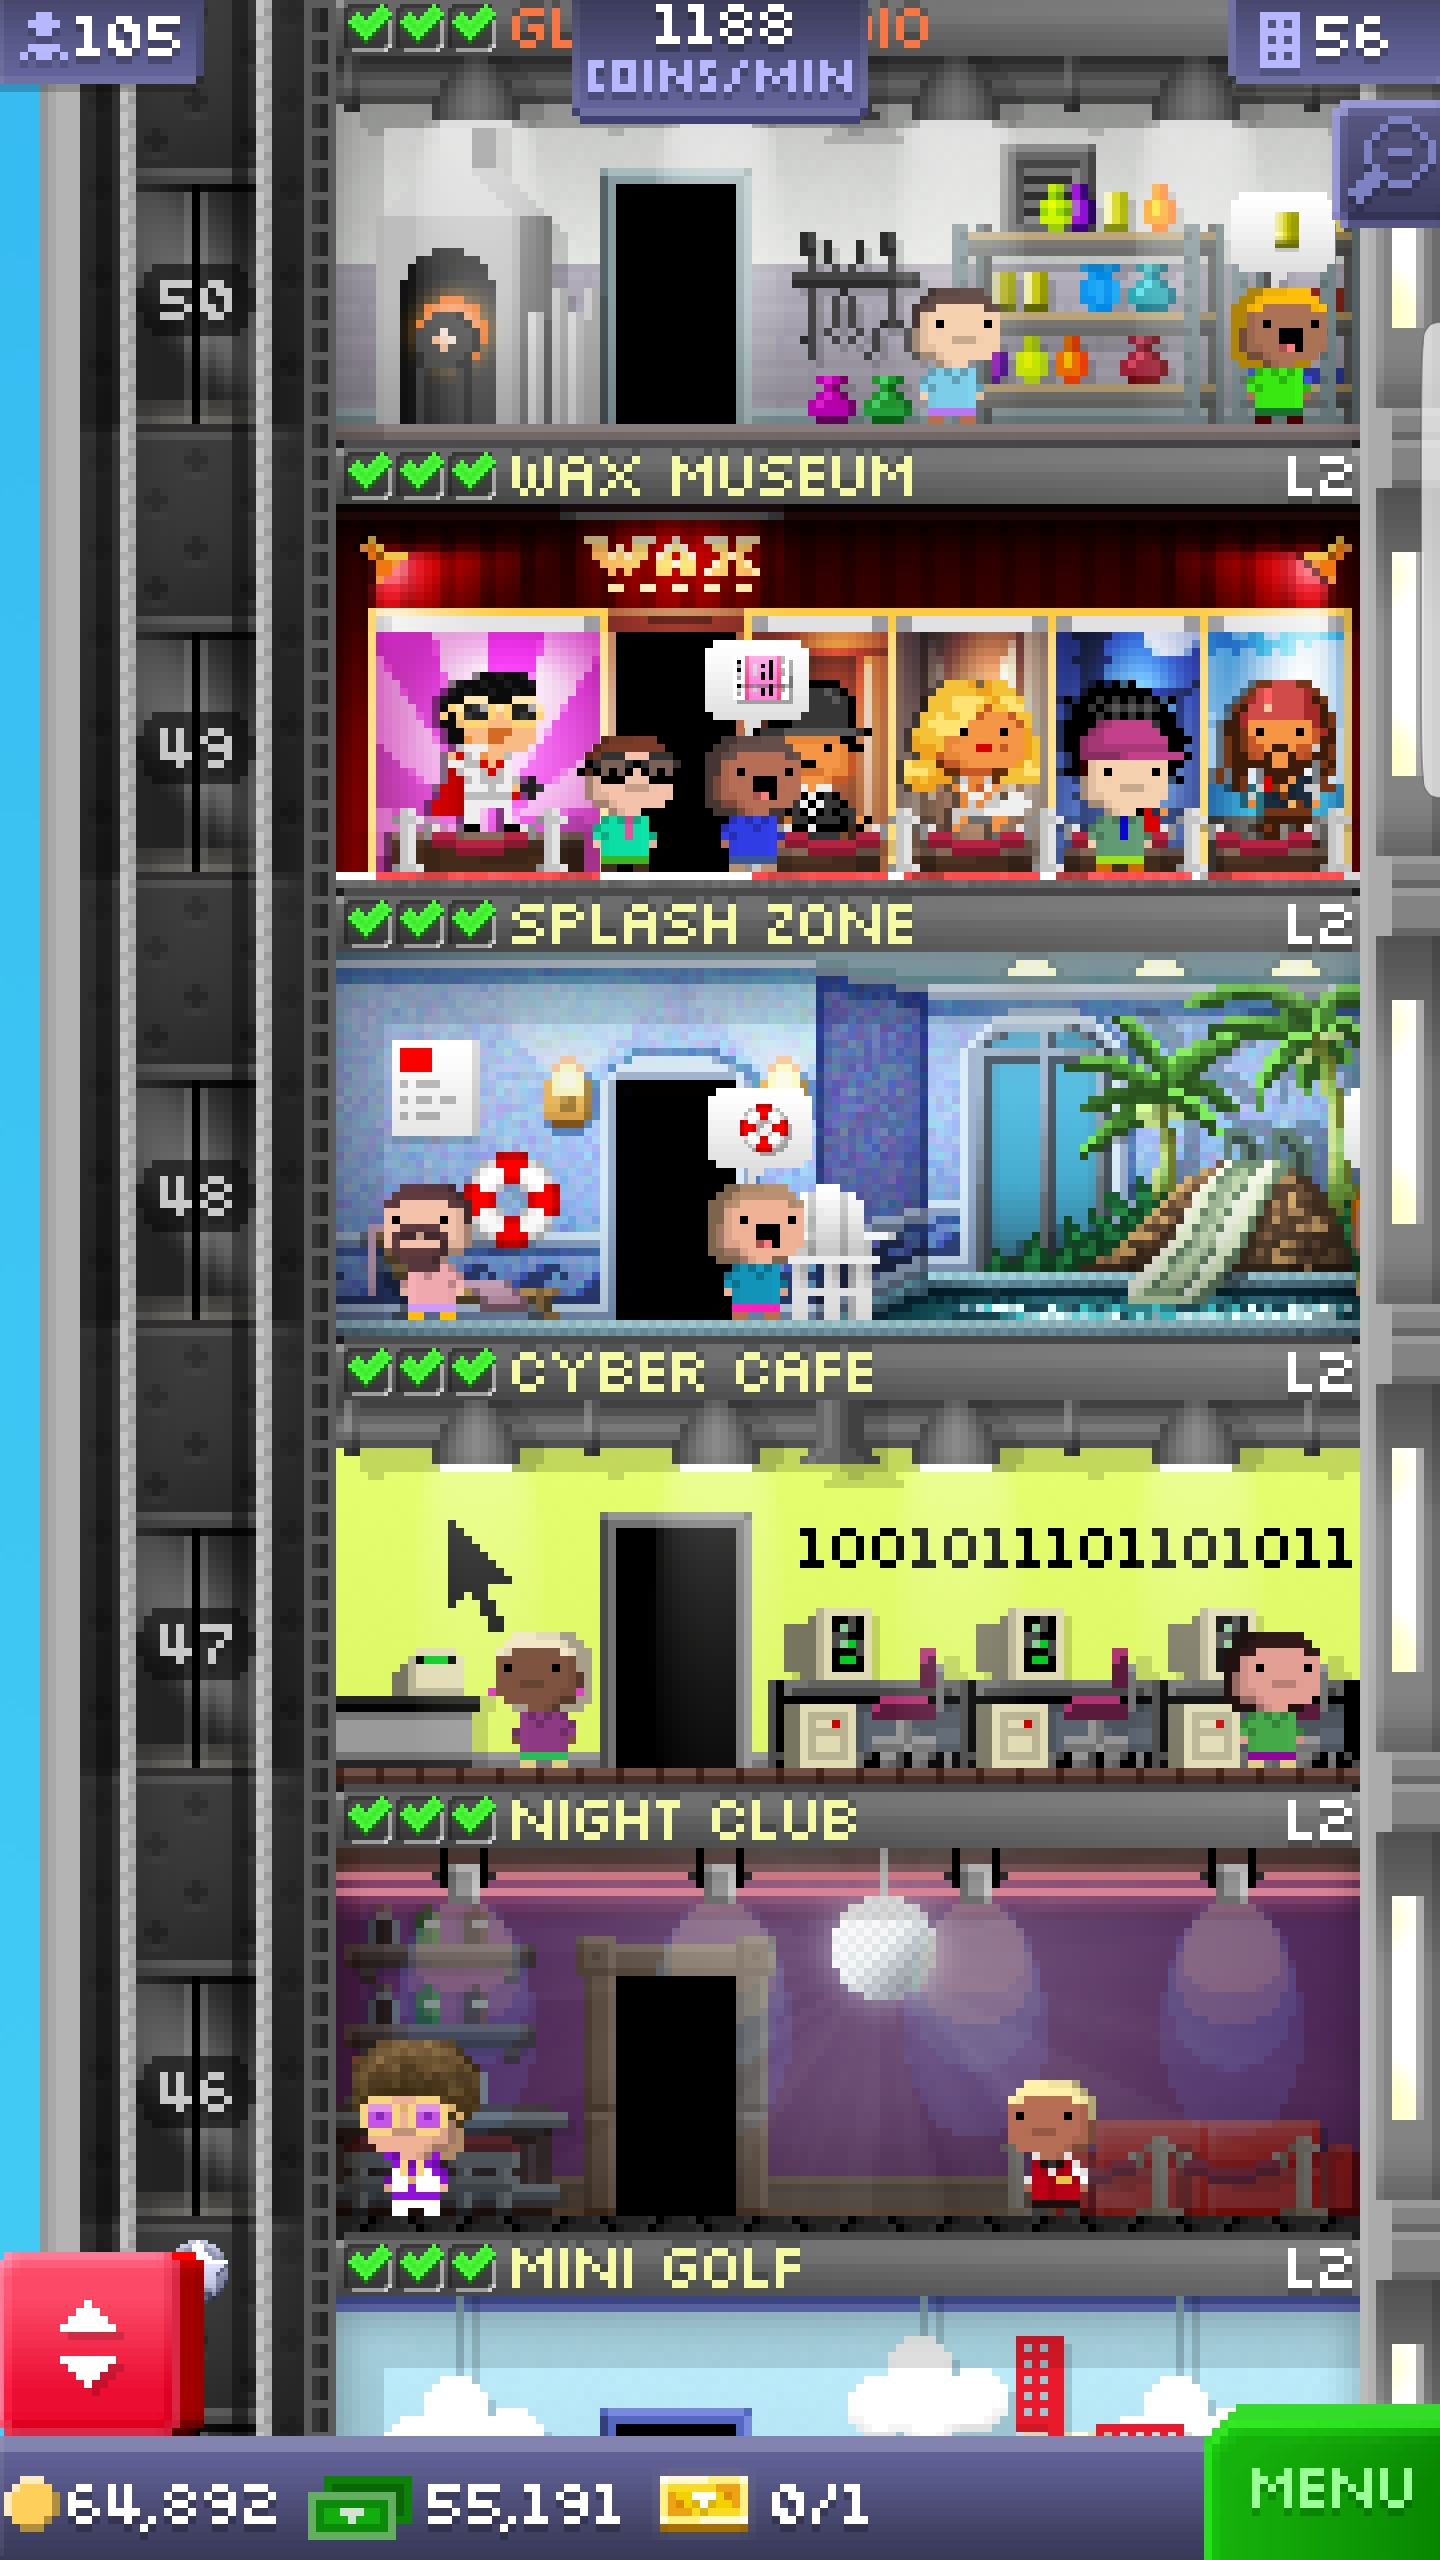 105
GL
IO
1188
COINS/MIN
56
50
WAX MUSEUM L2
WAX
49
SPLASH ZONE L2
48
CYBER CAFE L2
1001011101101011
47
NIGHT CLUB L2
46
MINI GOLF L2
64,892 55,191 0/1
MENU